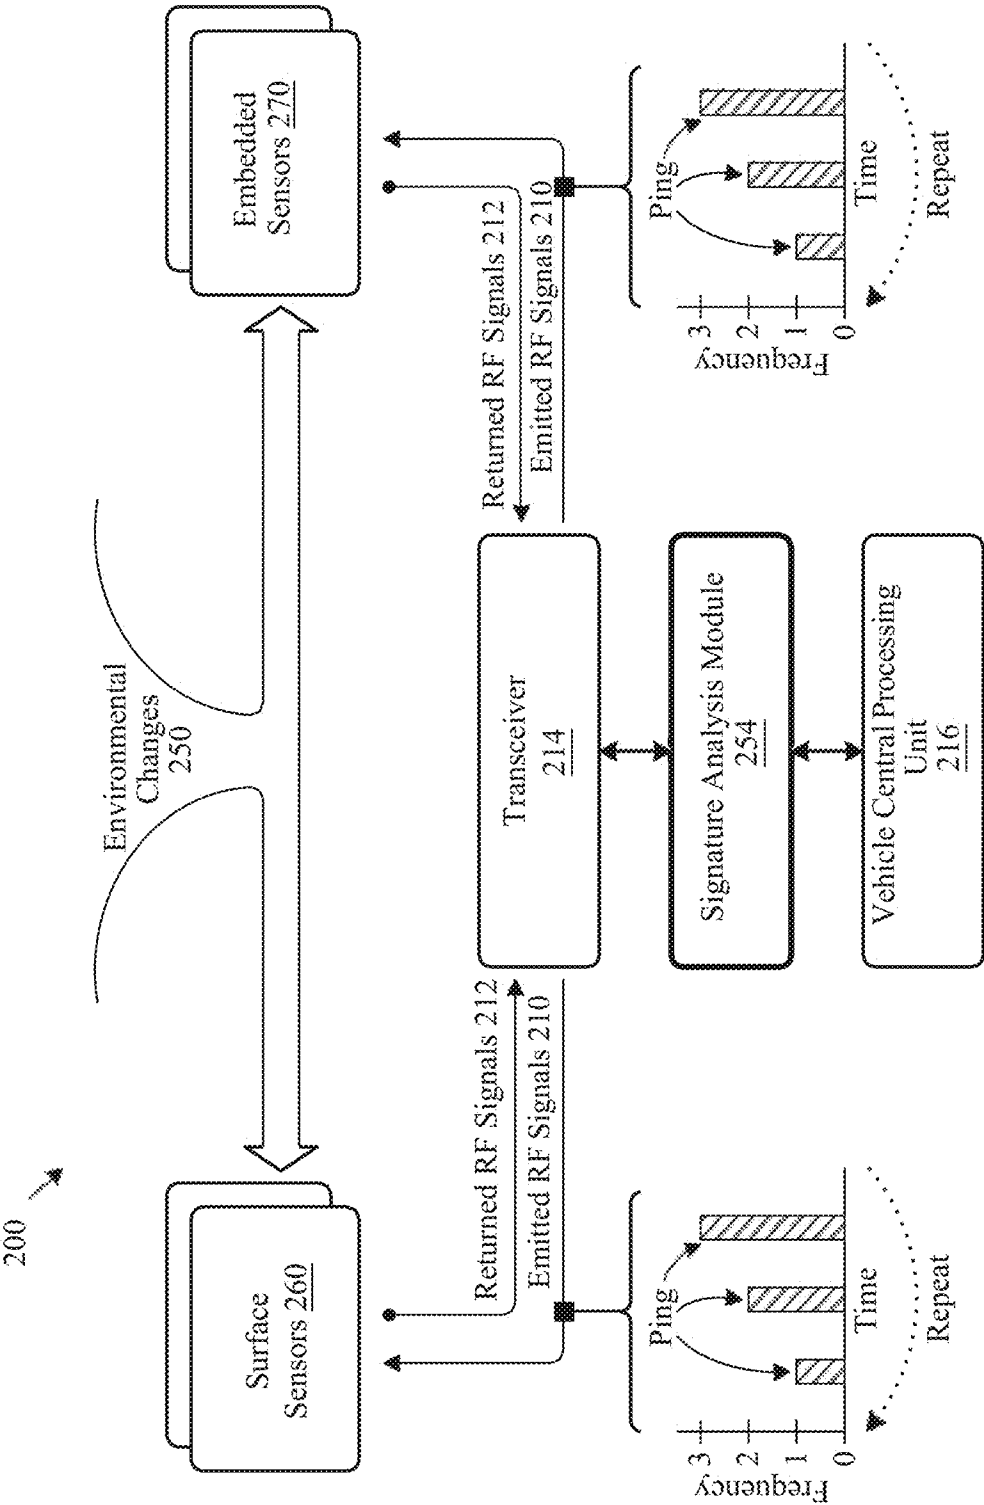 200
Environmental
Changes
250
Surface
Sensors 260
Embedded
Sensors 270
Returned RF Signals 212
Emitted RF Signals 210
Returned RF Signals 212
Emitted RF Signals 210
Transceiver
214
Signature Analysis Module
254
Vehicle Central Processing
Unit
216
Frequency
3
2
1
0
Ping
Time
Repeat
Frequency
3
2
1
0
Ping
Time
Repeat